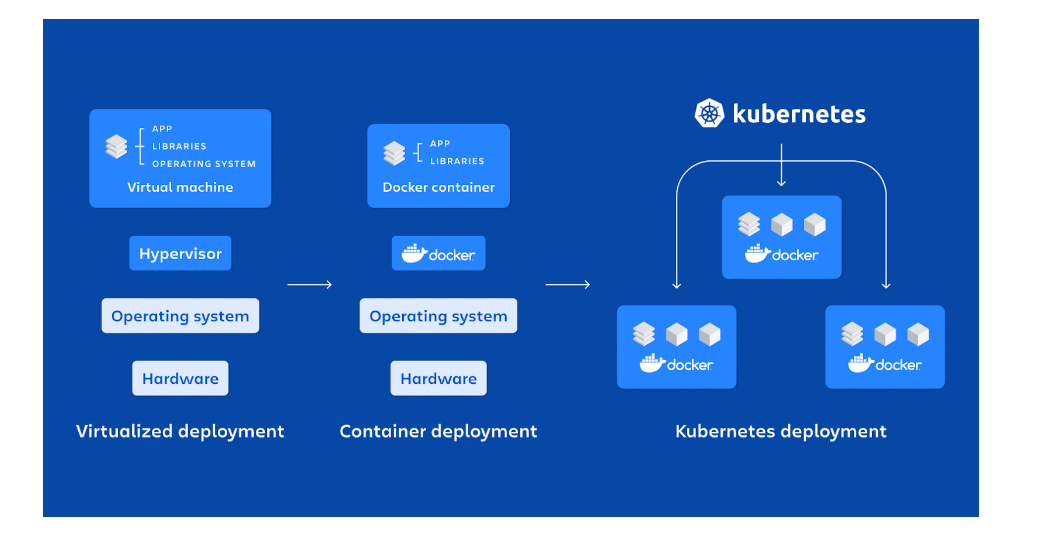 APP
LIBRARIES
OPERATING SYSTEM
Virtual machine
Hypervisor
Operating system
Hardware
Virtualized deployment
APP
LIBRARIES
Docker container
docker
Operating system
Hardware
Container deployment
kubernetes
docker
docker
docker
Kubernetes deployment